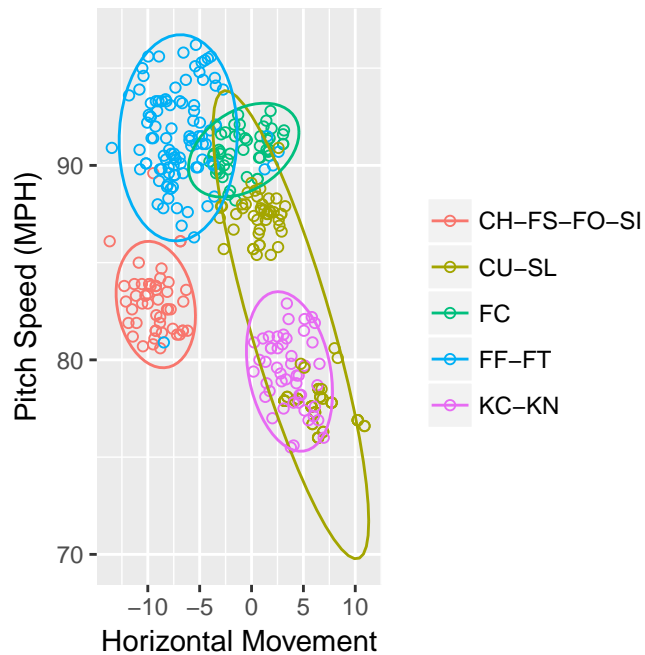 Pitch Speed (MPH)
90
80
70
−10
−5
0
5
10
Horizontal Movement
CH−FS−FO−SI
CU−SL
FC
FF−FT
KC−KN